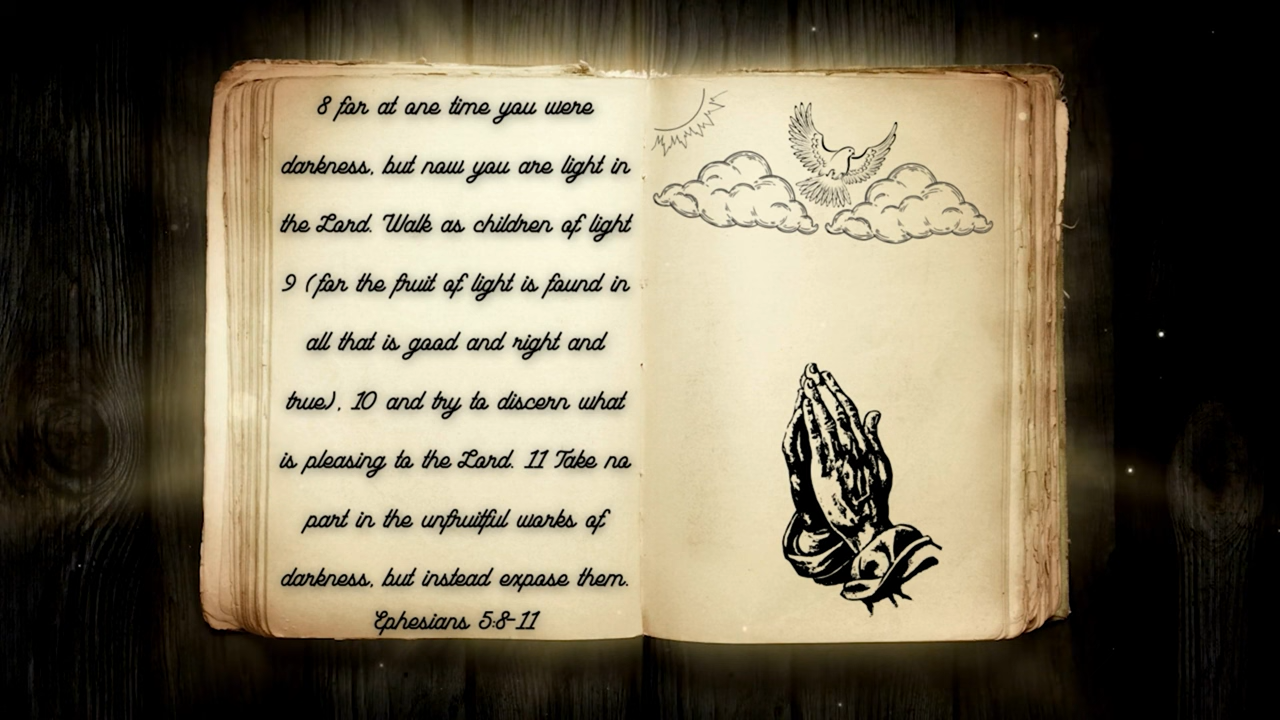 8 for at one time you were
darkness, but now you are light in
the Lord. Walk as children of light
9 (for the fruit of light is found in
all that is good and right and
true), 10 and try to discern what
is pleasing to the Lord. 11 Take no
part in the unfruitful works of
darkness, but instead expose them.
Ephesians 5:8-11